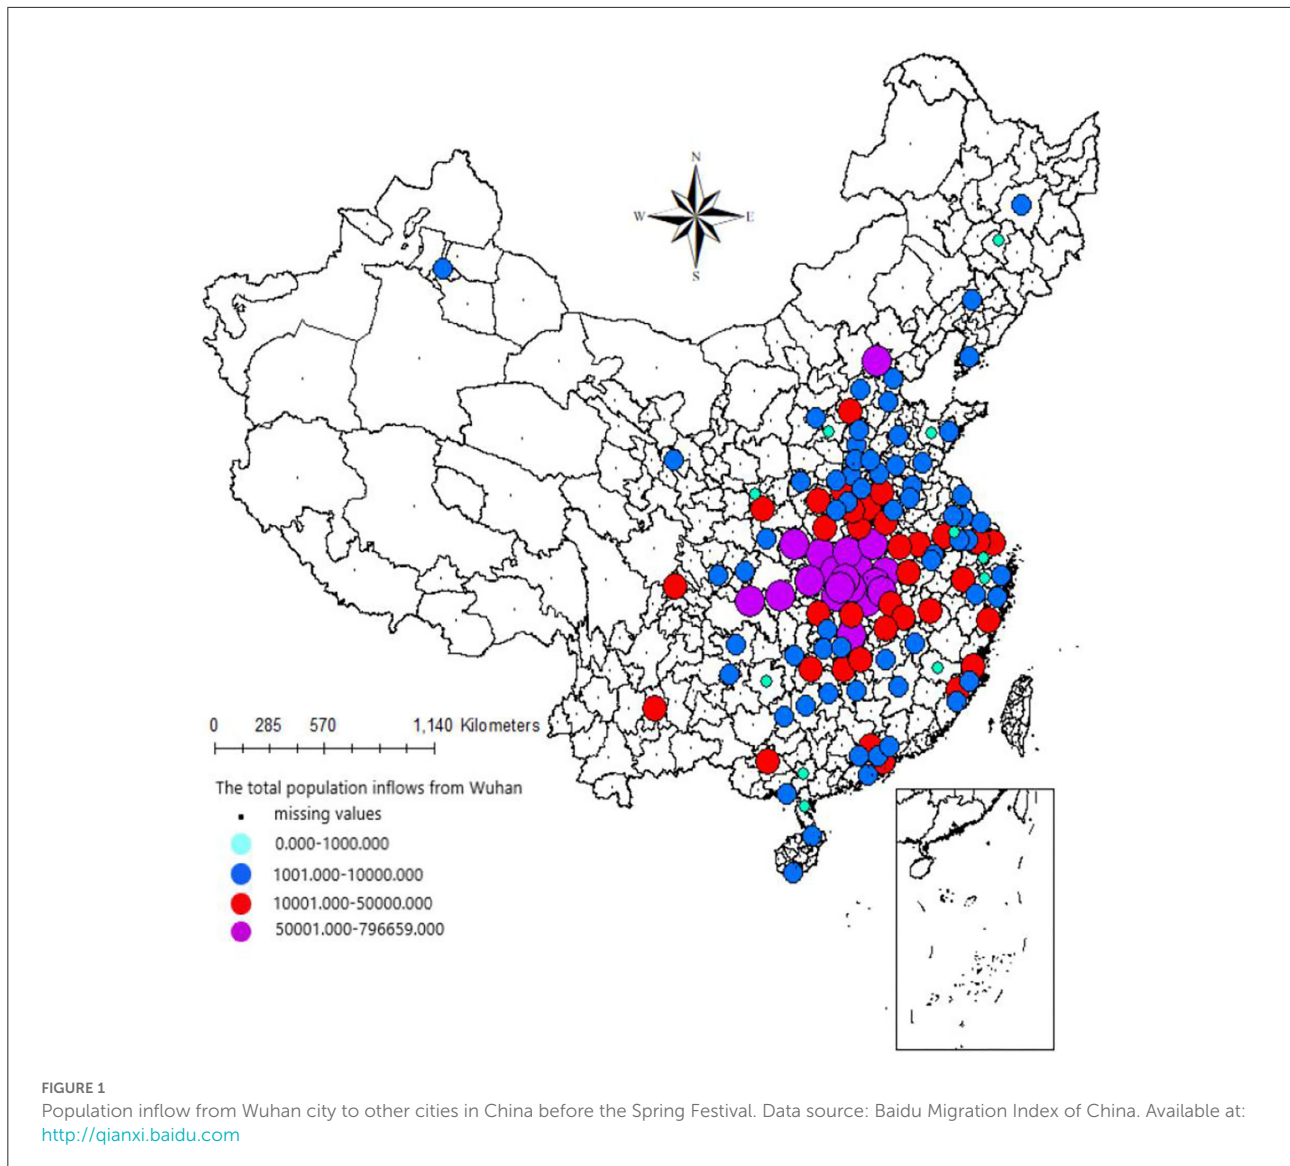 N
W E
S
0 285 570 1,140 Kilometers
The total population inflows from Wuhan
missing values
0.000-1000.000
1001.000-10000.000
10001.000-50000.000
50001.000-796659.000
FIGURE 1
Population inflow from Wuhan city to other cities in China before the Spring Festival. Data source: Baidu Migration Index of China. Available at:
http://qianxi.baidu.com